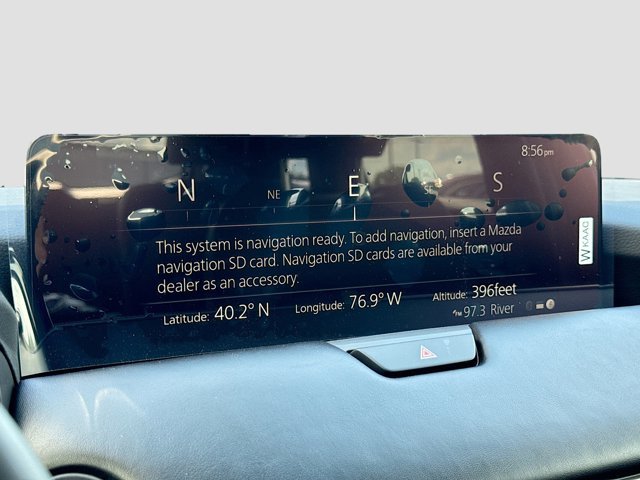 8:56pm
N NE E SE S
This system is navigation ready. To add navigation, insert a Mazda
navigation SD card. Navigation SD cards are available from your
dealer as an accessory.
Latitude: 40.2° N Longitude: 76.9° W Altitude: 396feet
97.3 River
WKAAC